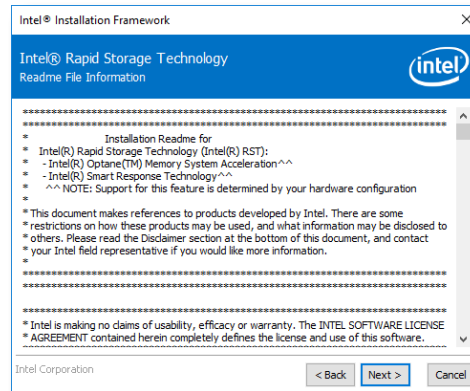 Intel® Installation Framework
Intel® Rapid Storage Technology
Readme File Information
intel
*******************************************************************************
*******************************************************************************
* Installation Readme for
* Intel(R) Rapid Storage Technology (Intel(R) RST):
* - Intel(R) Optane(TM) Memory System Acceleration^^
* - Intel(R) Smart Response Technology^^
* ^^ NOTE: Support for this feature is determined by your hardware configuration
*
* This document makes references to products developed by Intel. There are some
* restrictions on how these products may be used, and what information may be disclosed to
* others. Please read the Disclaimer section at the bottom of this document, and contact
* your Intel field representative if you would like more information.
*
*******************************************************************************
*******************************************************************************
*******************************************************************************
* Intel is making no claims of usability, efficacy or warranty. The INTEL SOFTWARE LICENSE
* AGREEMENT contained herein completely defines the license and use of this software.
*******************************************************************************
Intel Corporation
< Back Next > Cancel